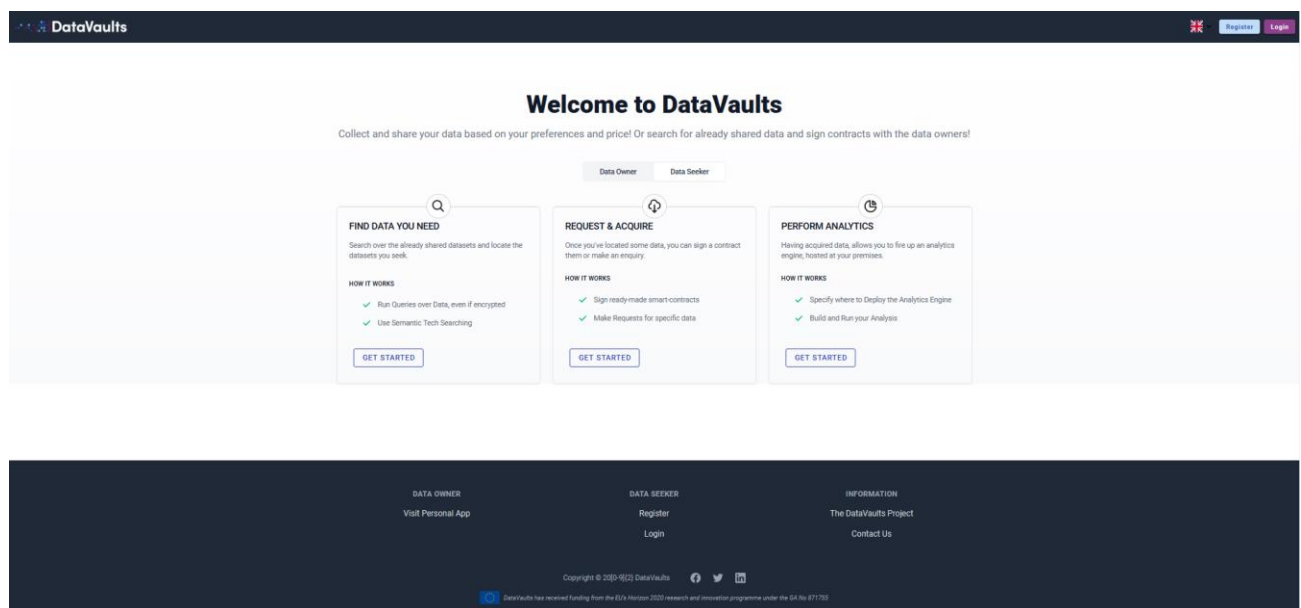 DataVaults
Register Login
Welcome to DataVaults
Collect and share your data based on your preferences and price! Or search for already shared data and sign contracts with the data owners!
Data Owner Data Seeker
FIND DATA YOU NEED
Search over the already shared datasets and locate the
datasets you seek.
HOW IT WORKS
Run Queries over Data, even if encrypted
Use Semantic Tech Searching
GET STARTED
REQUEST & ACQUIRE
Once you've located some data, you can sign a contract
them or make an enquiry.
HOW IT WORKS
Sign ready-made smart-contracts
Make Requests for specific data
GET STARTED
PERFORM ANALYTICS
Having acquired data, allows you to fire up an analytics
engine, hosted at your premises.
HOW IT WORKS
Specify where to Deploy the Analytics Engine
Build and Run your Analysis
GET STARTED
DATA OWNER
Visit Personal App
DATA SEEKER
Register
Login
INFORMATION
The DataVaults Project
Contact Us
Copyright © 20[0-9]{2} DataVaults
DataVaults has received funding from the EU's Horizon 2020 research and innovation programme under the GA No 871755